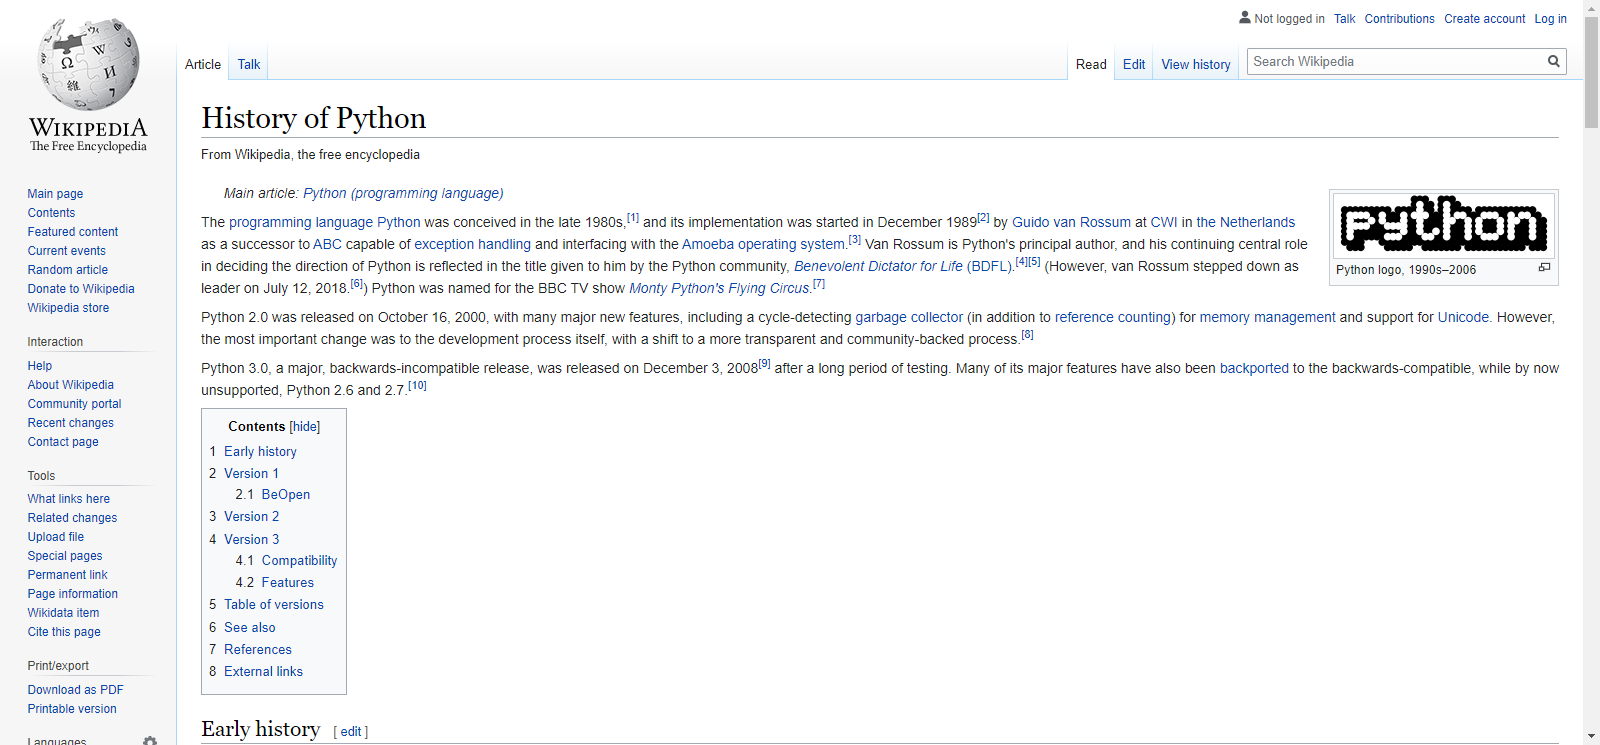 Not logged in Talk Contributions Create account Log in
Article Talk Read Edit View history Search Wikipedia
Ω W И 維
WIKIPEDIA
The Free Encyclopedia
Main page
Contents
Featured content
Current events
Random article
Donate to Wikipedia
Wikipedia store
Interaction
Help
About Wikipedia
Community portal
Recent changes
Contact page
Tools
What links here
Related changes
Upload file
Special pages
Permanent link
Page information
Wikidata item
Cite this page
Print/export
Download as PDF
Printable version
Languages
History of Python
From Wikipedia, the free encyclopedia
Main article: Python (programming language)
The programming language Python was conceived in the late 1980s,[1] and its implementation was started in December 1989[2] by Guido van Rossum at CWI in the Netherlands
as a successor to ABC capable of exception handling and interfacing with the Amoeba operating system.[3] Van Rossum is Python's principal author, and his continuing central role
in deciding the direction of Python is reflected in the title given to him by the Python community, Benevolent Dictator for Life (BDFL).[4][5] (However, van Rossum stepped down as
leader on July 12, 2018.[6]) Python was named for the BBC TV show Monty Python's Flying Circus.[7]
python
Python logo, 1990s–2006
Python 2.0 was released on October 16, 2000, with many major new features, including a cycle-detecting garbage collector (in addition to reference counting) for memory management and support for Unicode. However,
the most important change was to the development process itself, with a shift to a more transparent and community-backed process.[8]
Python 3.0, a major, backwards-incompatible release, was released on December 3, 2008[9] after a long period of testing. Many of its major features have also been backported to the backwards-compatible, while by now
unsupported, Python 2.6 and 2.7.[10]
Contents [hide]
1 Early history
2 Version 1
2.1 BeOpen
3 Version 2
4 Version 3
4.1 Compatibility
4.2 Features
5 Table of versions
6 See also
7 References
8 External links
Early history [ edit ]